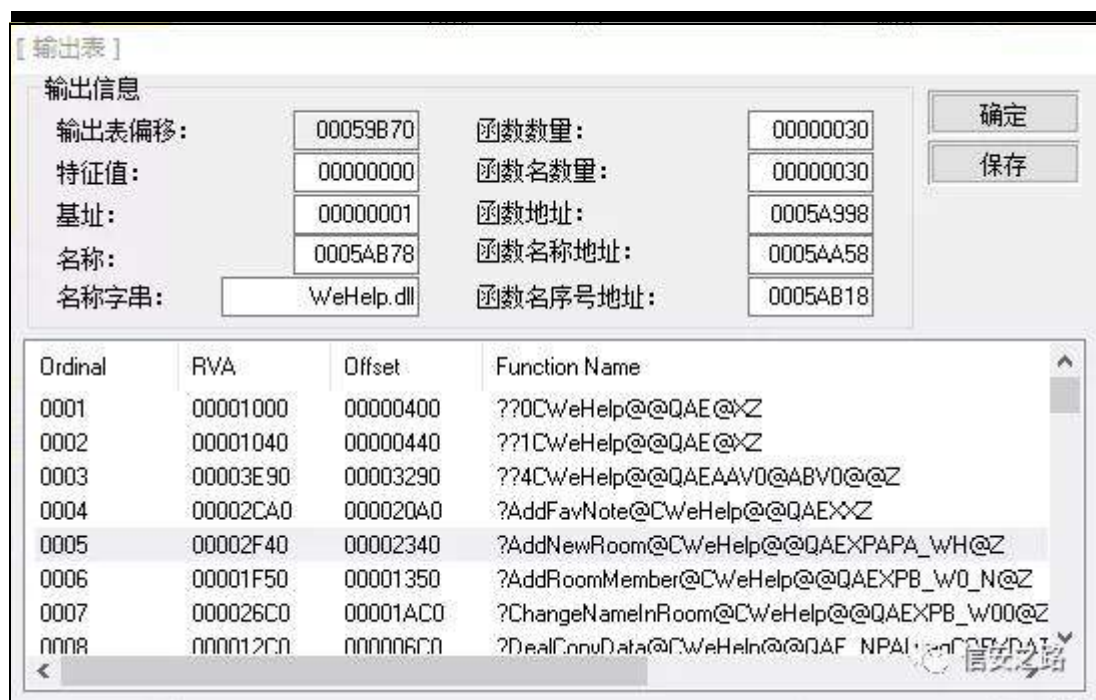 [ 输出表 ]
输出信息
输出表偏移: 00059B70 函数数量: 00000030 确定
特征值: 00000000 函数名数量: 00000030 保存
基址: 00000001 函数地址: 0005A998
名称: 0005AB78 函数名称地址: 0005AA58
名称字串: WeHelp.dll 函数名序号地址: 0005AB18
Ordinal RVA Offset Function Name
0001 00001000 00000400 ??0CWeHelp@@QAE@XZ
0002 00001040 00000440 ??1CWeHelp@@QAE@XZ
0003 00003E90 00003290 ??4CWeHelp@@QAEAAV0@ABV0@@Z
0004 00002CA0 000020A0 ?AddFavNote@CWeHelp@@QAEXXZ
0005 00002F40 00002340 ?AddNewRoom@CWeHelp@@QAEXPAPA_WH@Z
0006 00001F50 00001350 ?AddRoomMember@CWeHelp@@QAEXPB_W0_N@Z
0007 000026C0 00001AC0 ?ChangeNameInRoom@CWeHelp@@QAEXPB_W00@Z
0008 000012C0 000006C0
信安之路